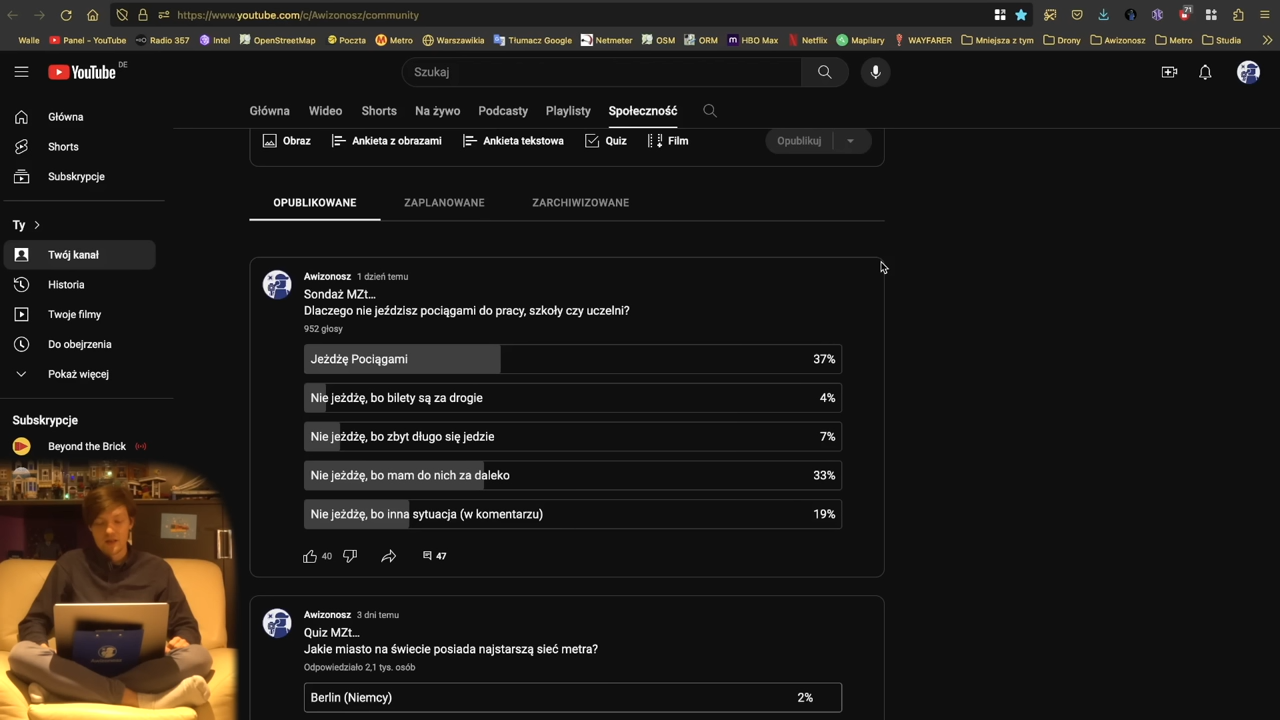 https://www.youtube.com/c/Awizonosz/community
71
Walle
Panel – YouTube
Radio 357
Intel
OpenStreetMap
Poczta
Metro
Warszawikia
Tłumacz Google
Netmeter
OSM
ORM
HBO Max
Netflix
Mapilary
WAYFARER
Mniejsza z tym
Drony
Awizonosz
Metro
Studia
YouTube DE
Szukaj
Główna
Wideo
Shorts
Na żywo
Podcasty
Playlisty
Społeczność
Główna
Shorts
Subskrypcje
Ty
Twój kanał
Historia
Twoje filmy
Do obejrzenia
Pokaż więcej
Subskrypcje
Beyond the Brick
Obraz
Ankieta z obrazami
Ankieta tekstowa
Quiz
Film
Opublikuj
OPUBLIKOWANE
ZAPLANOWANE
ZARCHIWIZOWANE
Awizonosz 1 dzień temu
Sondaż MZt...
Dlaczego nie jeździsz pociągami do pracy, szkoły czy uczelni?
952 głosy
Jeżdżę Pociągami 37%
Nie jeżdżę, bo bilety są za drogie 4%
Nie jeżdżę, bo zbyt długo się jedzie 7%
Nie jeżdżę, bo mam do nich za daleko 33%
Nie jeżdżę, bo inna sytuacja (w komentarzu) 19%
40
47
Awizonosz 3 dni temu
Quiz MZt...
Jakie miasto na świecie posiada najstarszą sieć metra?
Odpowiedziało 2,1 tys. osób
Berlin (Niemcy) 2%